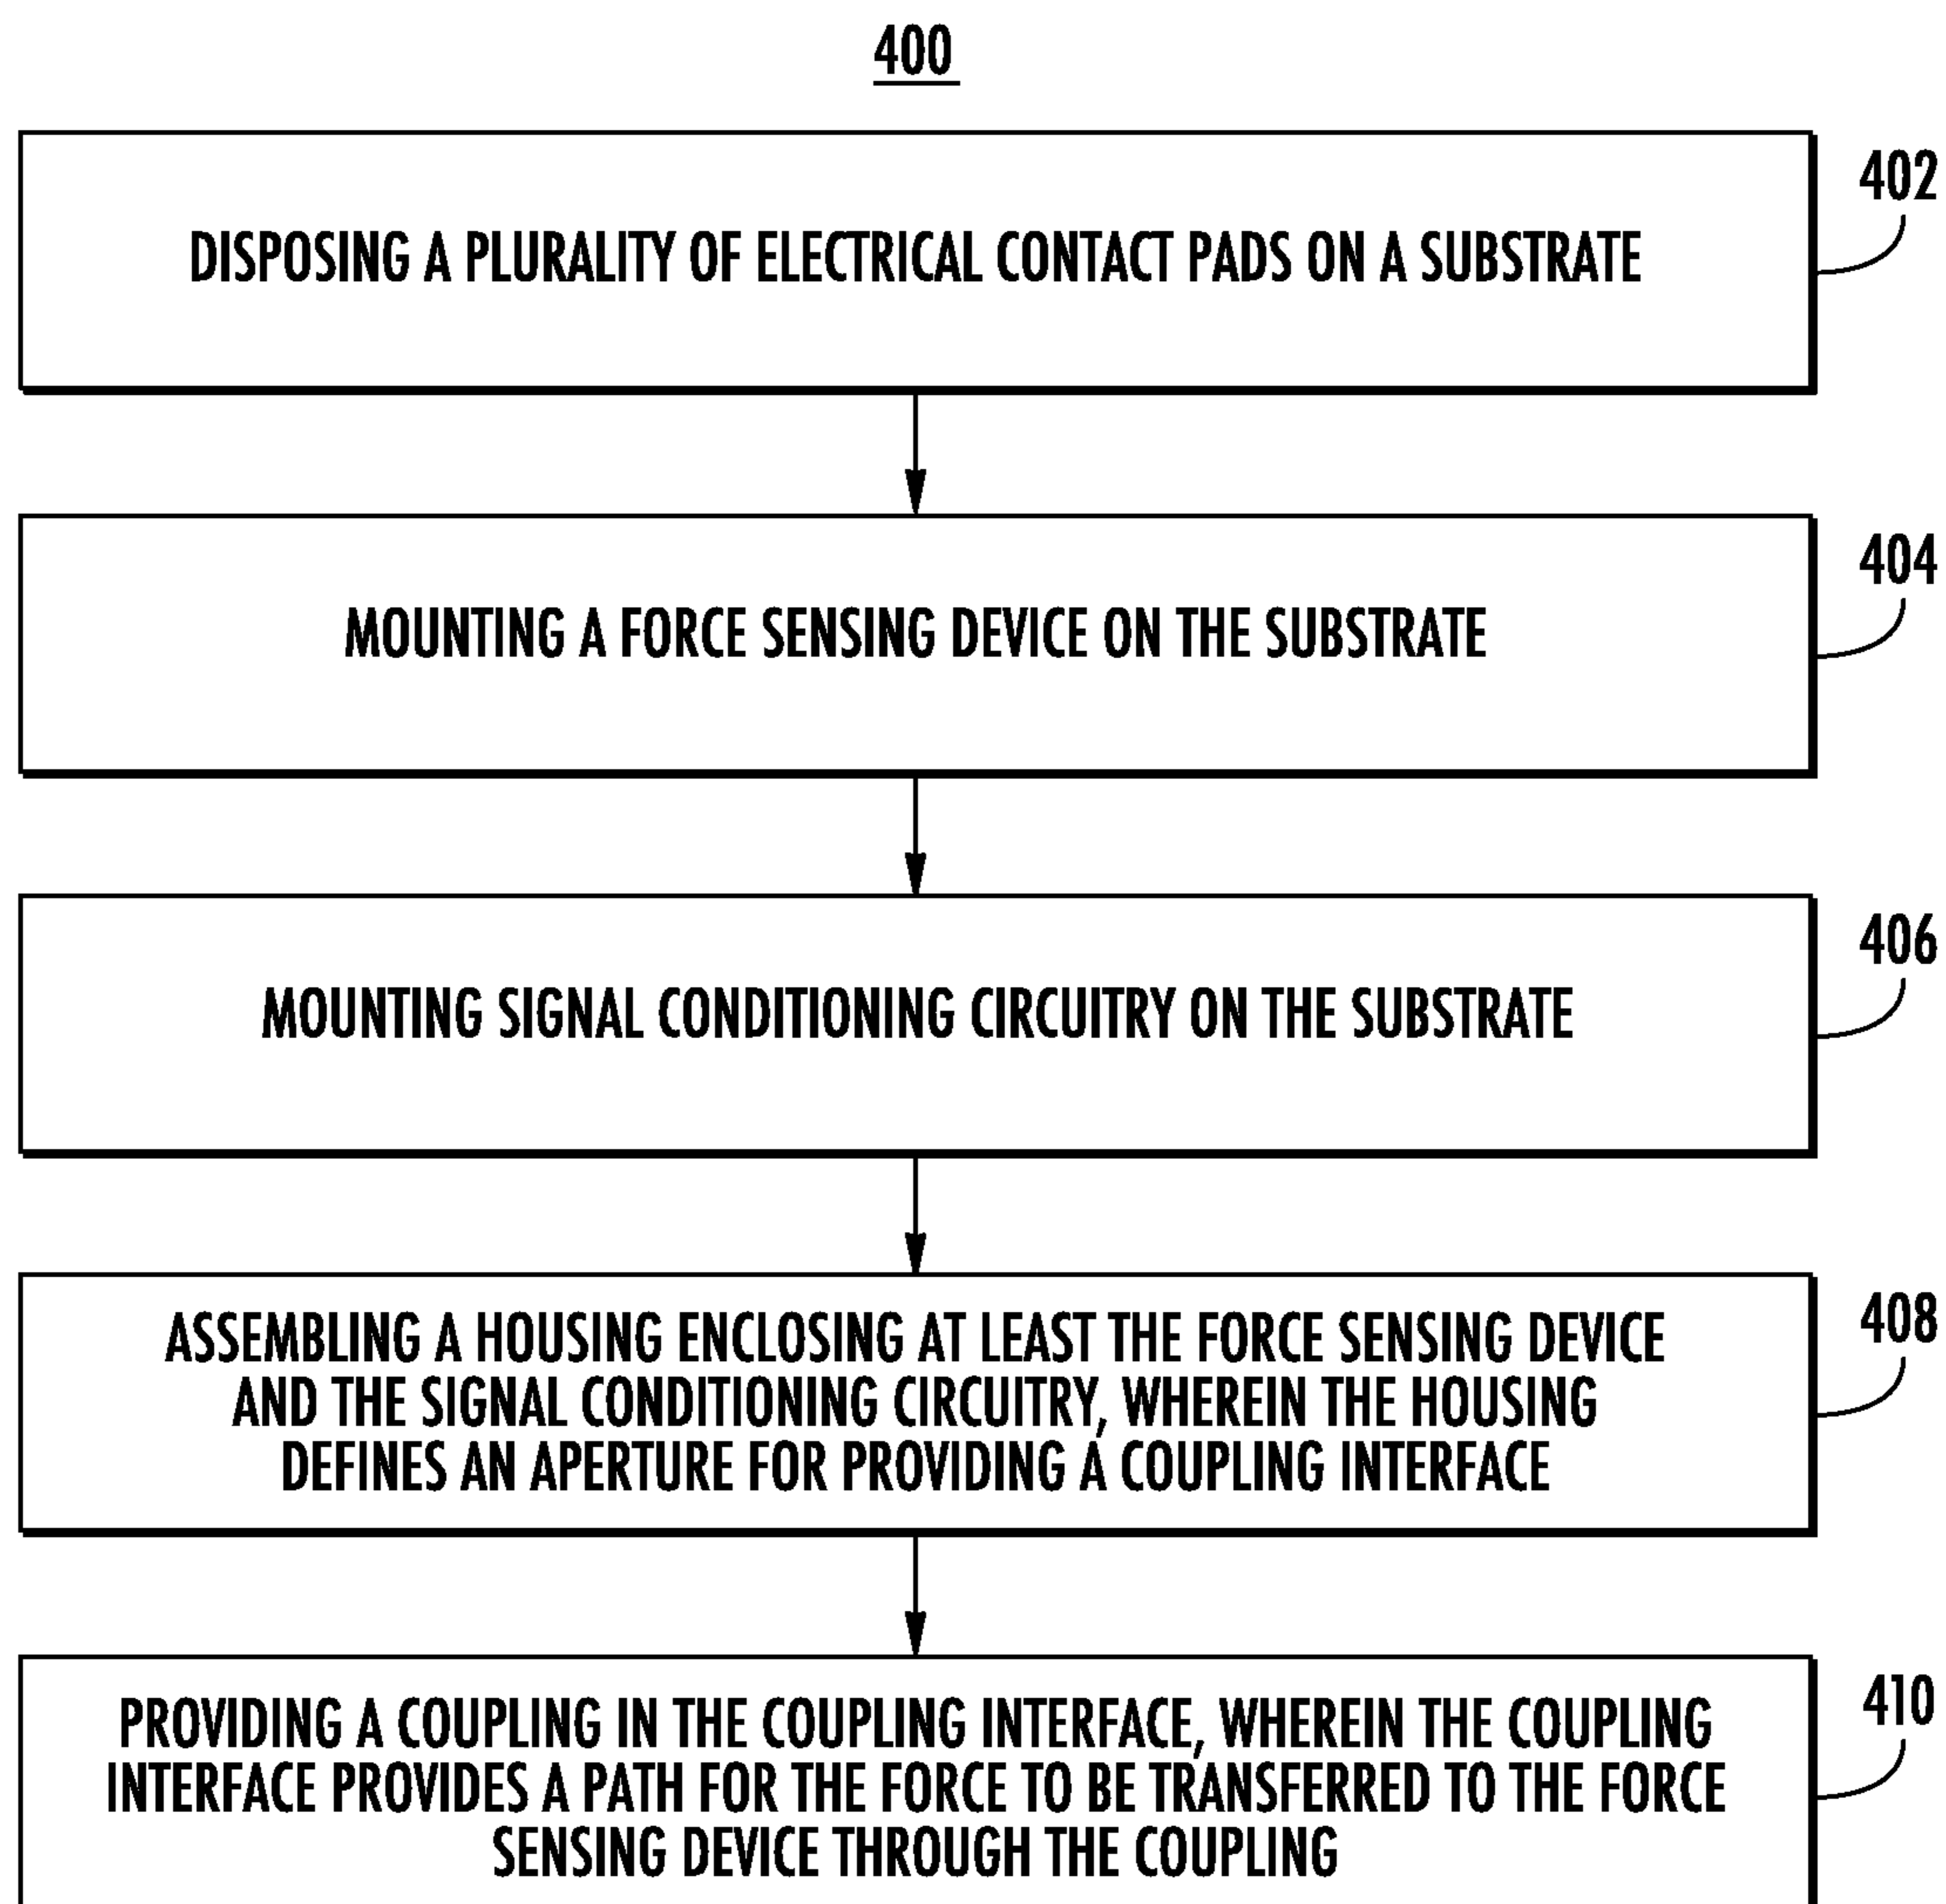 400
402
DISPOSING A PLURALITY OF ELECTRICAL CONTACT PADS ON A SUBSTRATE
404
MOUNTING A FORCE SENSING DEVICE ON THE SUBSTRATE
406
MOUNTING SIGNAL CONDITIONING CIRCUITRY ON THE SUBSTRATE
408
ASSEMBLING A HOUSING ENCLOSING AT LEAST THE FORCE SENSING DEVICE
AND THE SIGNAL CONDITIONING CIRCUITRY, WHEREIN THE HOUSING
DEFINES AN APERTURE FOR PROVIDING A COUPLING INTERFACE
410
PROVIDING A COUPLING IN THE COUPLING INTERFACE, WHEREIN THE COUPLING
INTERFACE PROVIDES A PATH FOR THE FORCE TO BE TRANSFERRED TO THE FORCE
SENSING DEVICE THROUGH THE COUPLING